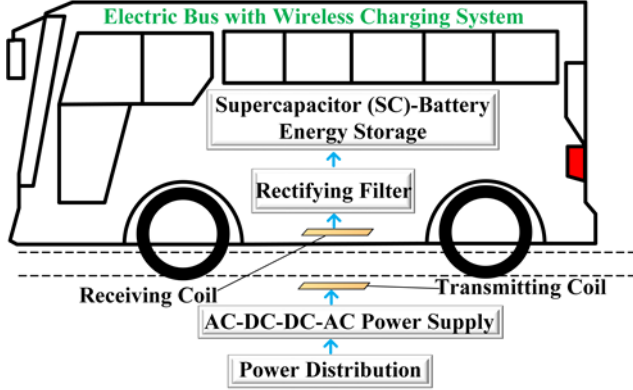 Electric Bus with Wireless Charging System
Supercapacitor (SC)-Battery
Energy Storage
Rectifying Filter
Receiving Coil
Transmitting Coil
AC-DC-DC-AC Power Supply
Power Distribution